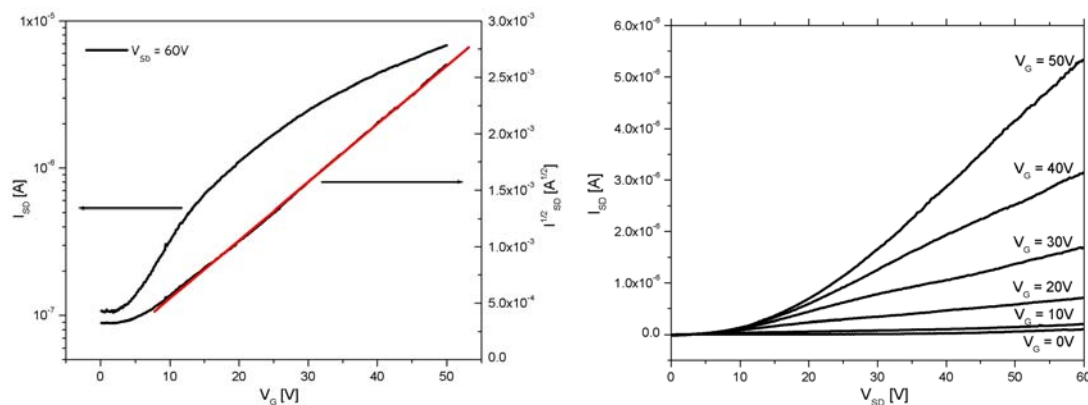 1x10⁻⁵
10⁻⁶
10⁻⁷
I_SD [A]
V_SD = 60V
3.0x10⁻³
2.5x10⁻³
2.0x10⁻³
1.5x10⁻³
1.0x10⁻³
5.0x10⁻⁴
0.0
I^1/2_SD [A^1/2]
0 10 20 30 40 50
V_G [V]
6.0x10⁻⁶
5.0x10⁻⁶
4.0x10⁻⁶
3.0x10⁻⁶
2.0x10⁻⁶
1.0x10⁻⁶
0.0
I_SD [A]
V_G = 50V
V_G = 40V
V_G = 30V
V_G = 20V
V_G = 10V
V_G = 0V
0 10 20 30 40 50 60
V_SD [V]